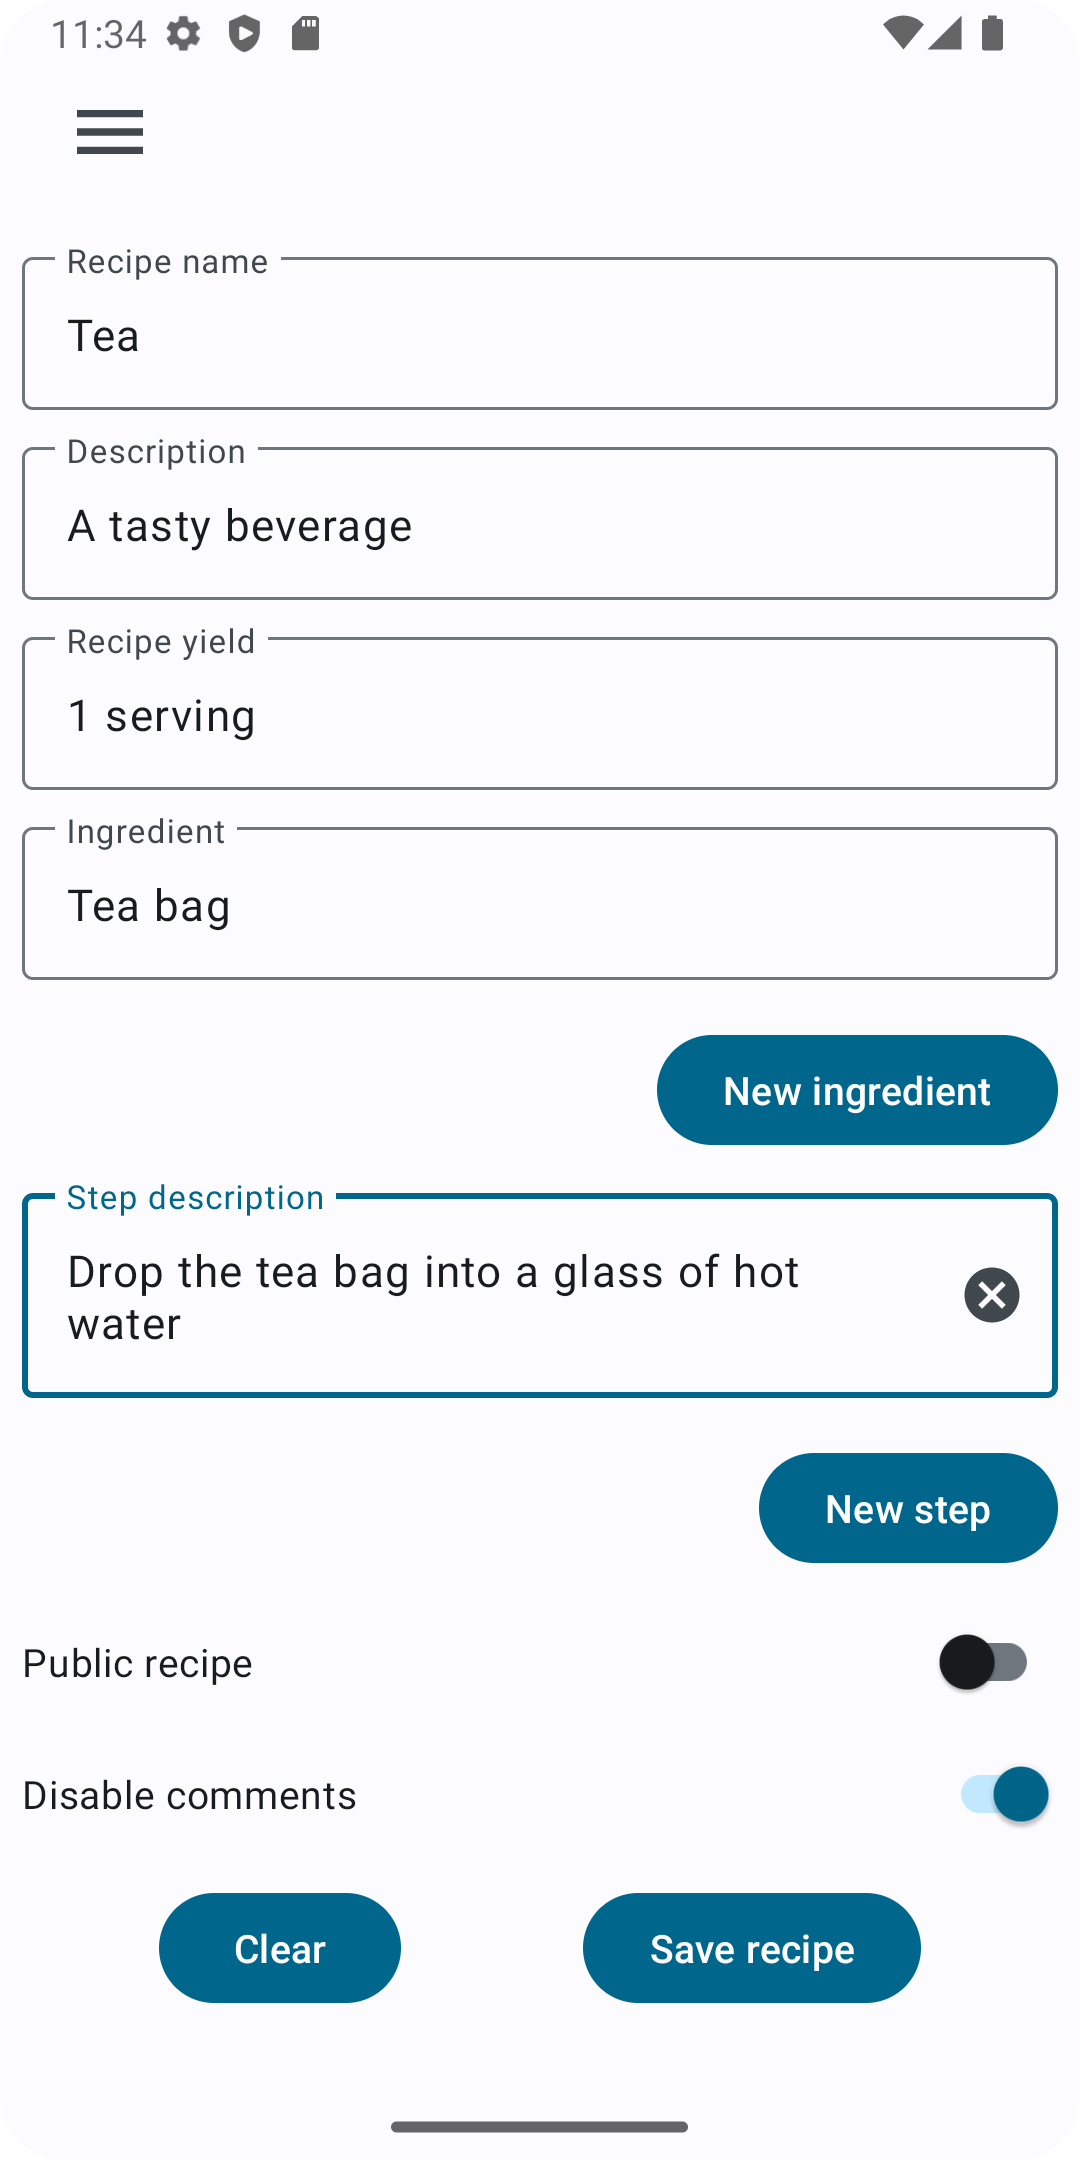 11:34
Recipe name
Tea
Description
A tasty beverage
Recipe yield
1 serving
Ingredient
Tea bag
New ingredient
Step description
Drop the tea bag into a glass of hot
water
New step
Public recipe
Disable comments
Clear
Save recipe